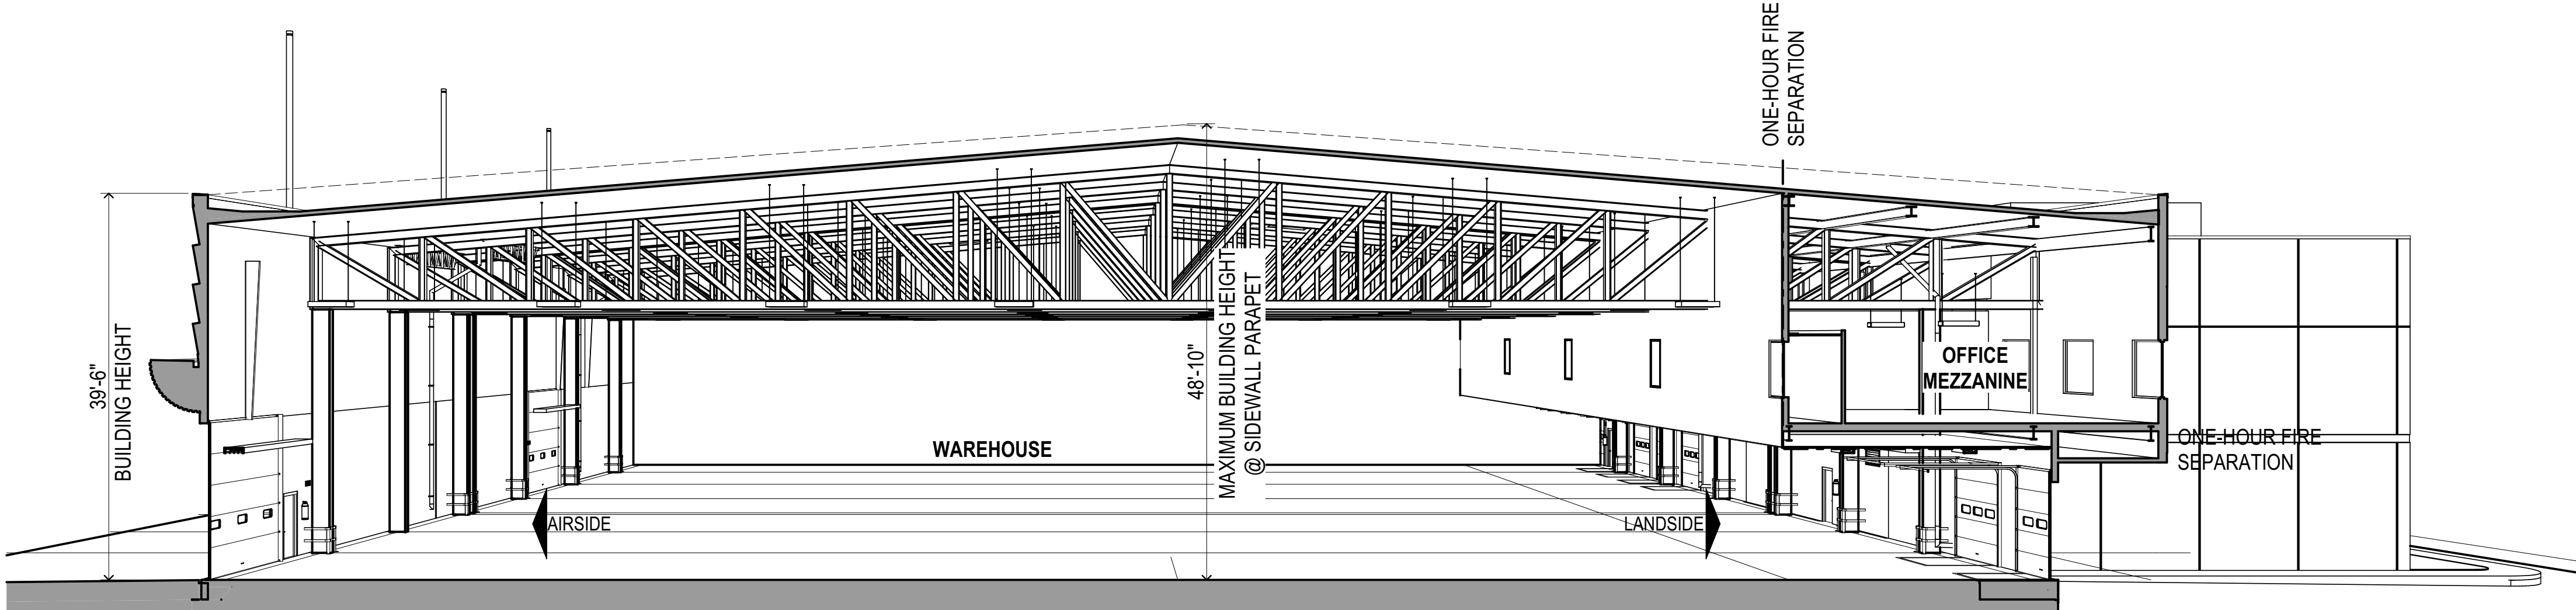 ONE-HOUR FIRE
SEPARATION
39'-6"
BUILDING HEIGHT
48'-10"
MAXIMUM BUILDING HEIGHT
@ SIDEWALL PARAPET
OFFICE
MEZZANINE
WAREHOUSE
ONE-HOUR FIRE
SEPARATION
AIRSIDE
LANDSIDE